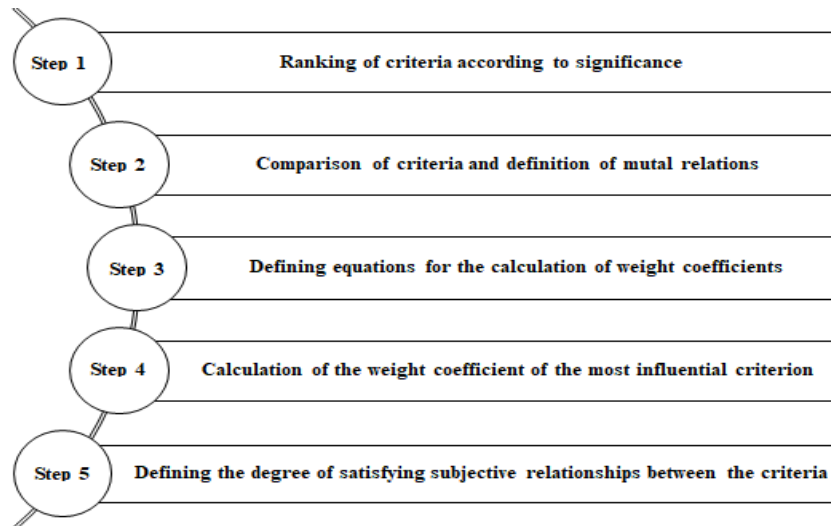 Step 1
Ranking of criteria according to significance
Step 2
Comparison of criteria and definition of mutal relations
Step 3
Defining equations for the calculation of weight coefficients
Step 4
Calculation of the weight coefficient of the most influential criterion
Step 5
Defining the degree of satisfying subjective relationships between the criteria